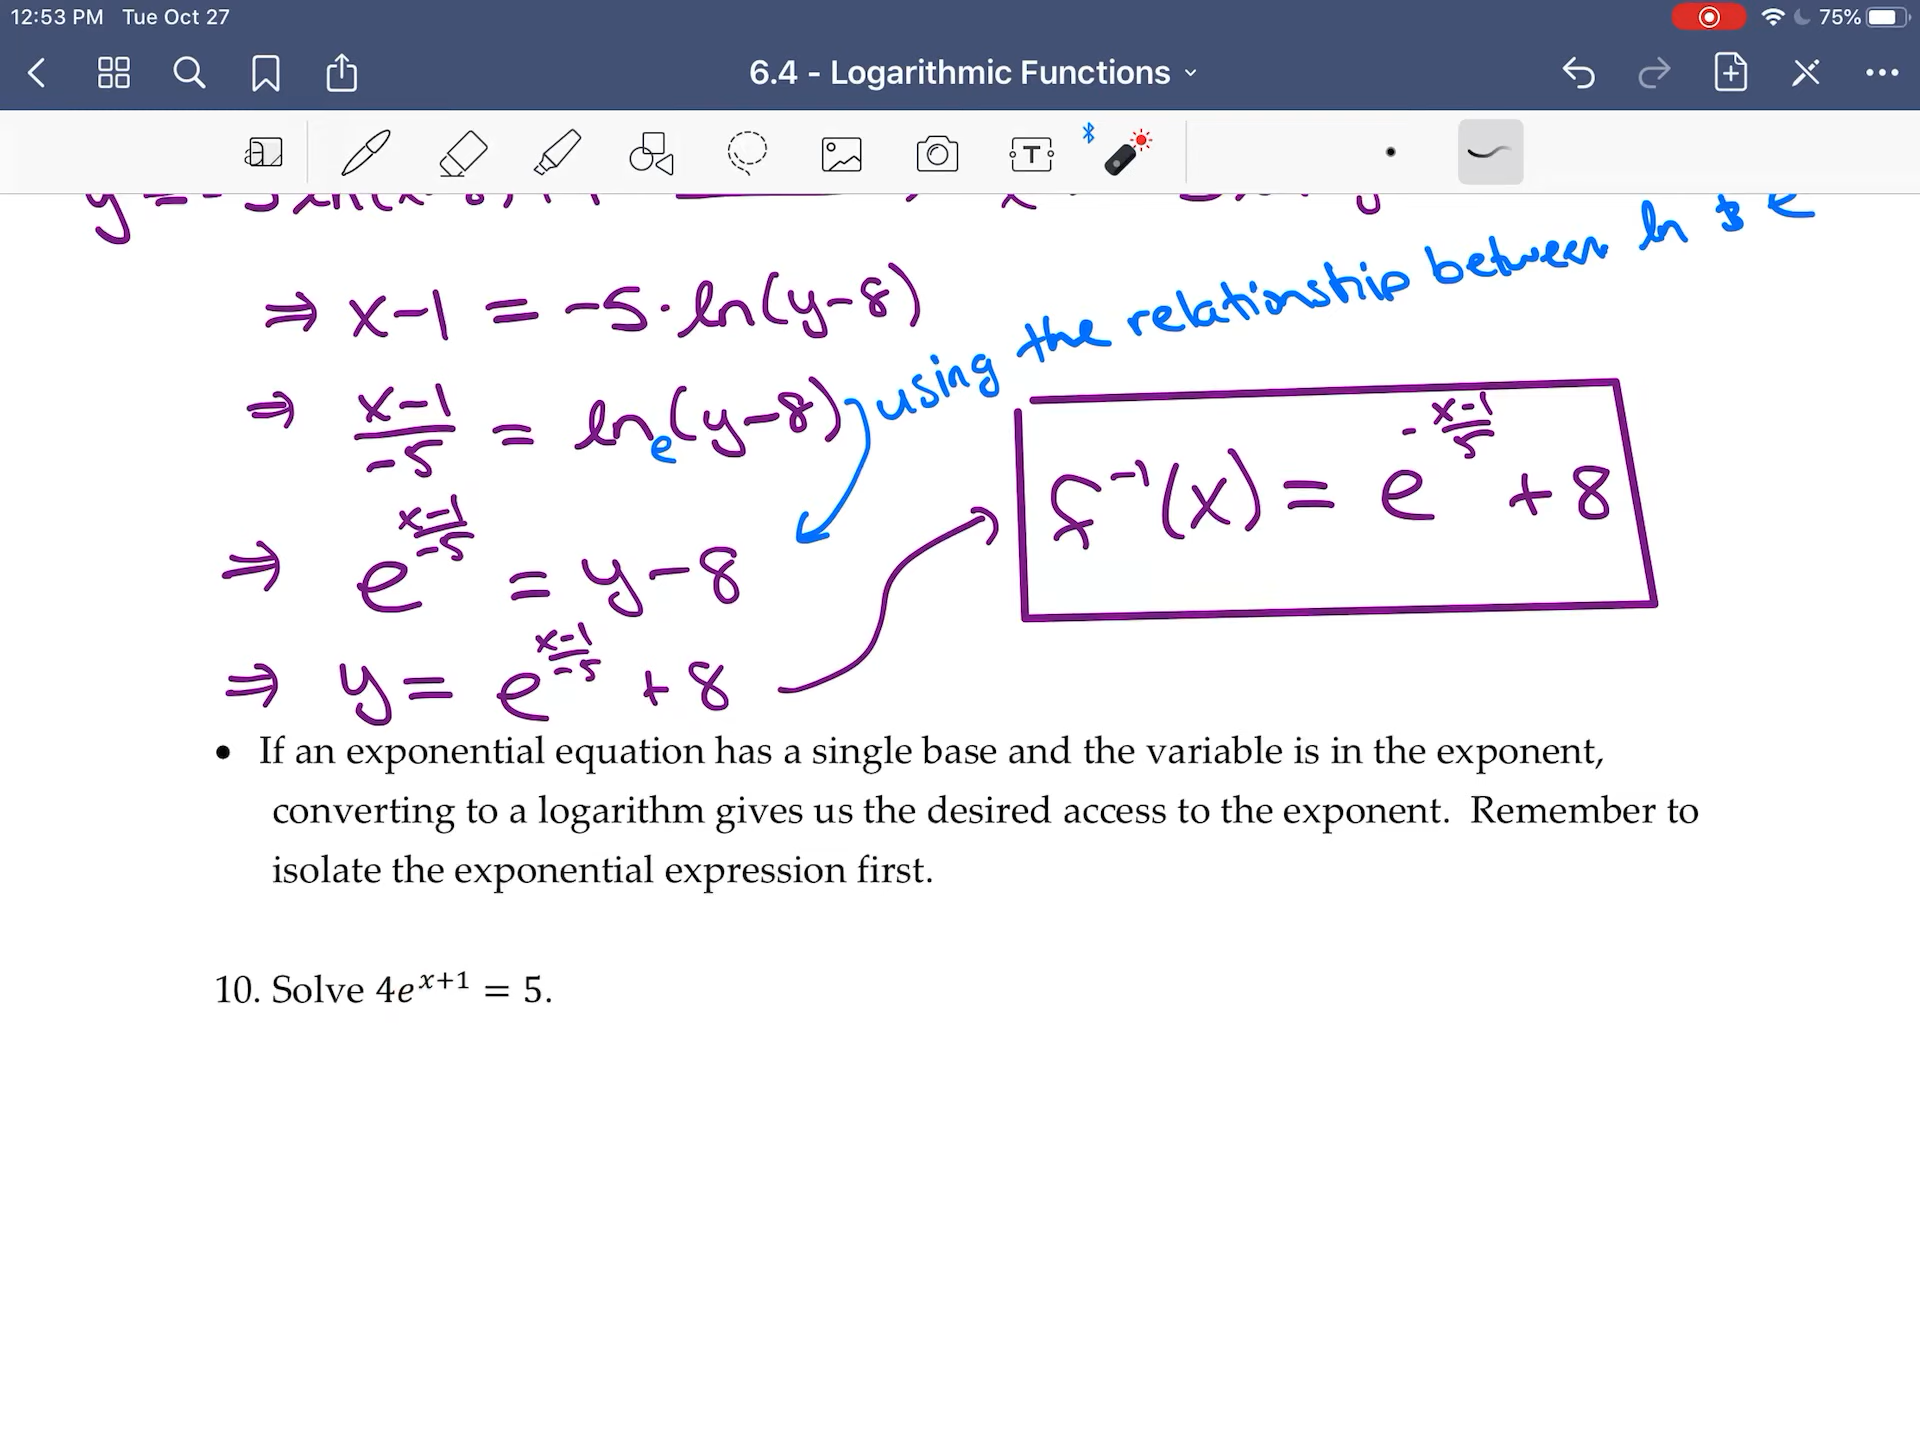 12:53 PM Tue Oct 27
75%
6.4 - Logarithmic Functions
T
⇒ x-1 = -5·ln(y-8)
using the relationship between ln & e
⇒ x-1/-5 = ln_e(y-8)
⇒ e^(x-1/-5) = y-8
⇒ y = e^(x-1/-5) + 8
f⁻¹(x) = e^(-x-1/5) + 8
• If an exponential equation has a single base and the variable is in the exponent,
converting to a logarithm gives us the desired access to the exponent. Remember to
isolate the exponential expression first.
10. Solve 4eˣ⁺¹ = 5.